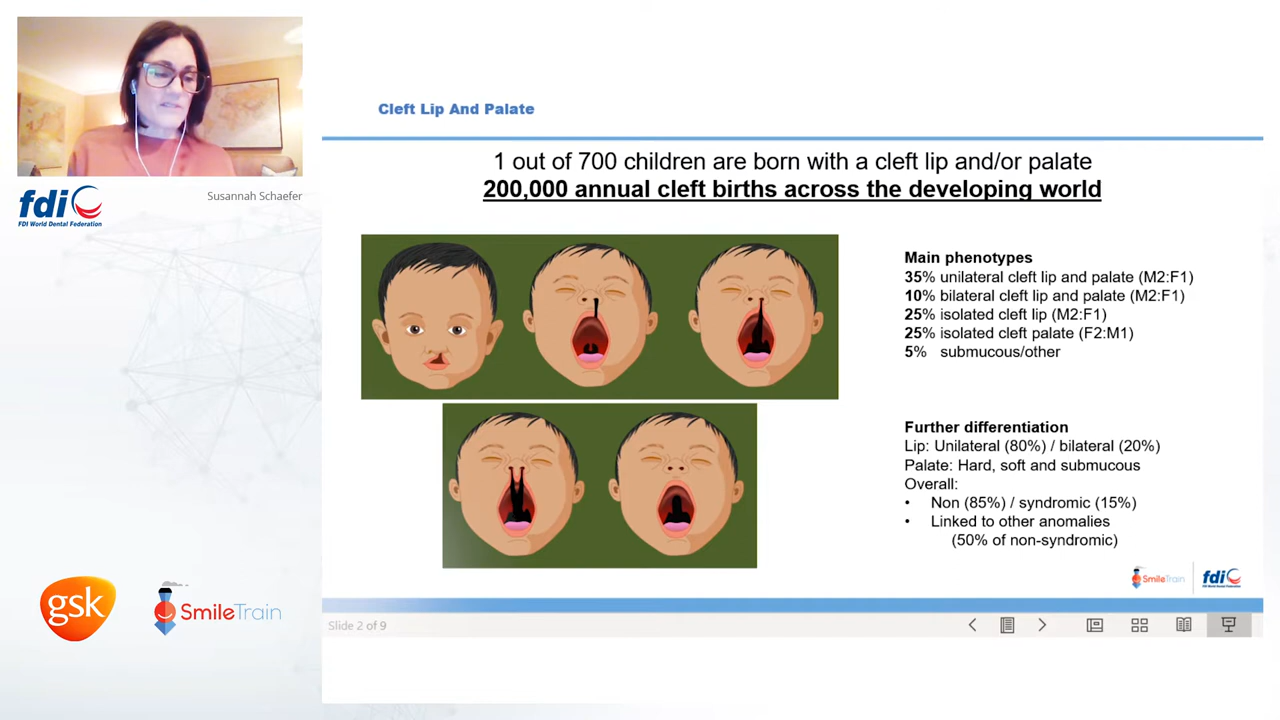 Cleft Lip And Palate
1 out of 700 children are born with a cleft lip and/or palate
200,000 annual cleft births across the developing world
fdi
FDI World Dental Federation
Susannah Schaefer
Main phenotypes
35% unilateral cleft lip and palate (M2:F1)
10% bilateral cleft lip and palate (M2:F1)
25% isolated cleft lip (M2:F1)
25% isolated cleft palate (F2:M1)
5% submucous/other
Further differentiation
Lip: Unilateral (80%) / bilateral (20%)
Palate: Hard, soft and submucous
Overall:
• Non (85%) / syndromic (15%)
• Linked to other anomalies
(50% of non-syndromic)
gsk
SmileTrain
SmileTrain
fdi
Slide 2 of 9